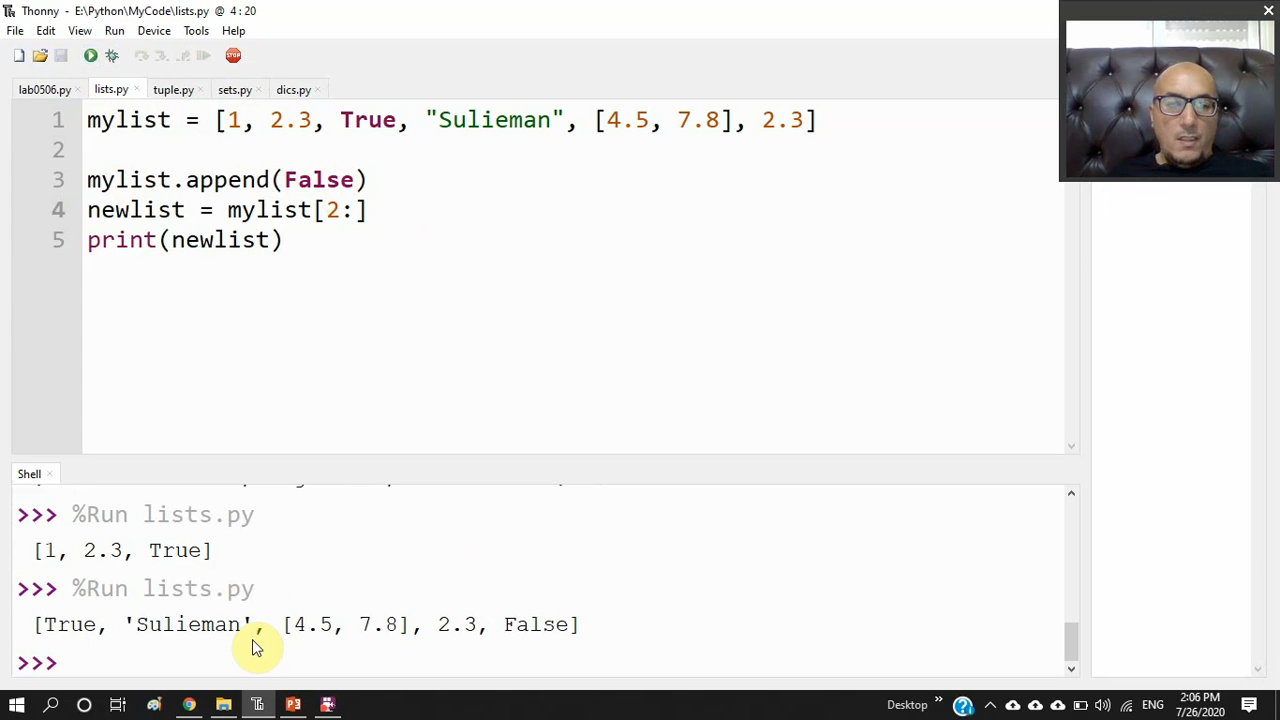 Thonny - E:\Python\MyCode\lists.py @ 4:20
File Edit View Run Device Tools Help
STOP
lab0506.py × lists.py × tuple.py × sets.py × dics.py ×
1 mylist = [1, 2.3, True, "Sulieman", [4.5, 7.8], 2.3]
2
3 mylist.append(False)
4 newlist = mylist[2:]
5 print(newlist)
Shell ×
>>> %Run lists.py
[1, 2.3, True]
>>> %Run lists.py
[True, 'Sulieman', [4.5, 7.8], 2.3, False]
>>>
Desktop » ENG 2:06 PM
7/26/2020